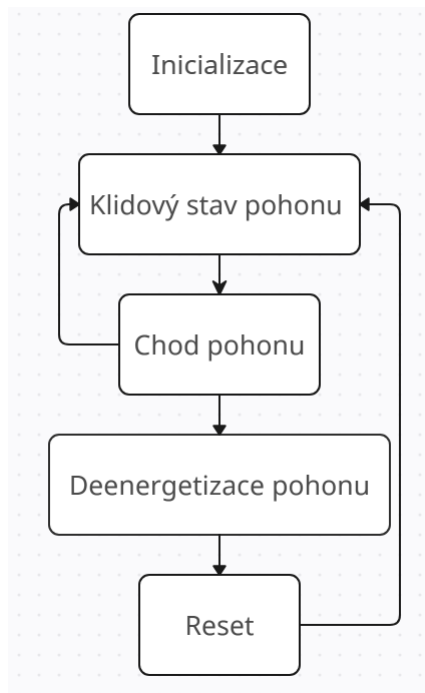 Inicializace
Klidový stav pohonu
Chod pohonu
Deenergetizace pohonu
Reset